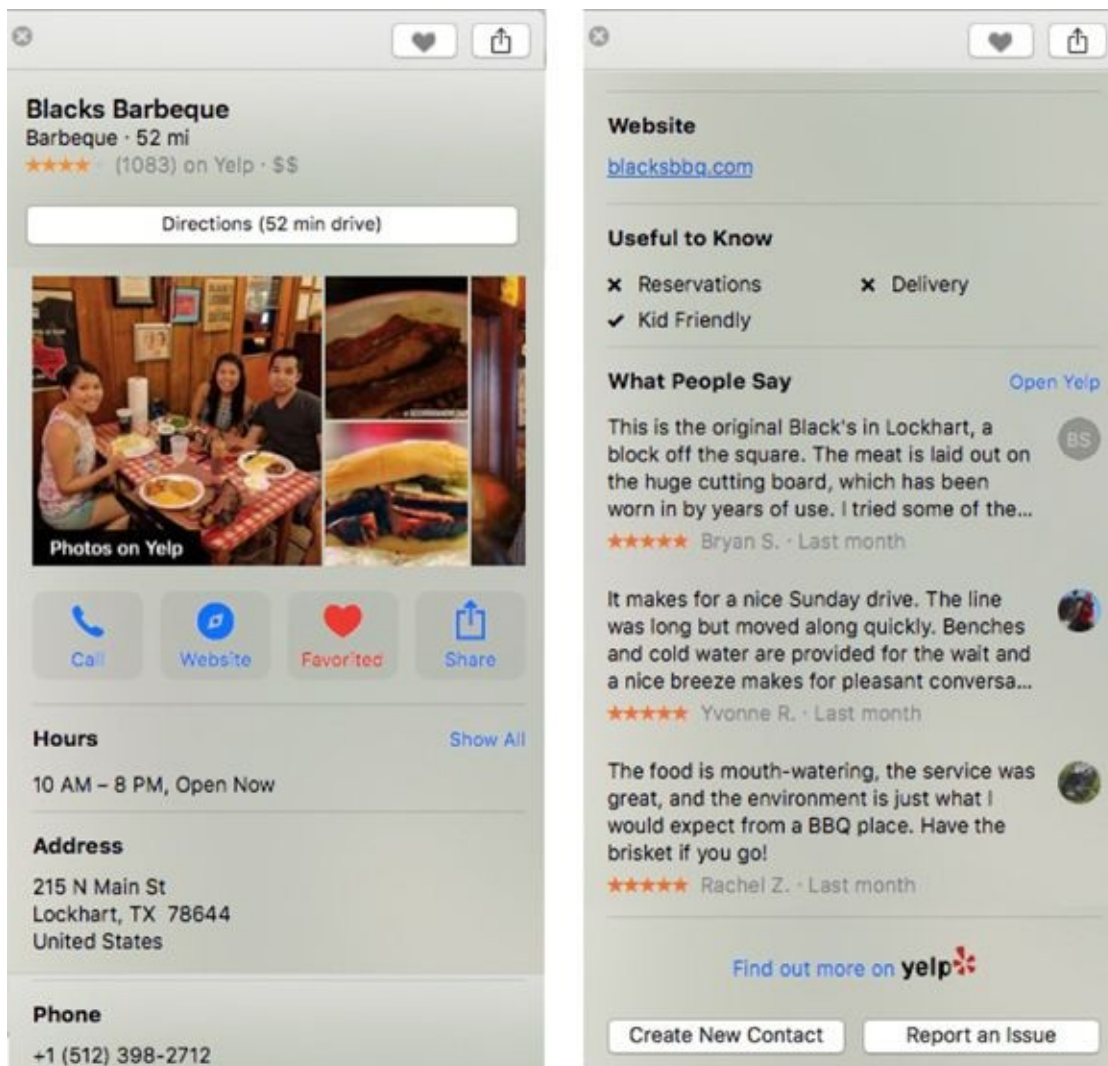 Blacks Barbeque
Barbeque · 52 mi
(1083) on Yelp · $$
Directions (52 min drive)
Photos on Yelp
Call
Website
Favorited
Share
Hours
Show All
10 AM – 8 PM, Open Now
Address
215 N Main St
Lockhart, TX 78644
United States
Phone
+1 (512) 398-2712
Website
blacksbbq.com
Useful to Know
Reservations
Delivery
Kid Friendly
What People Say
Open Yelp
This is the original Black's in Lockhart, a
BS
block off the square. The meat is laid out on
the huge cutting board, which has been
worn in by years of use. I tried some of the...
Bryan S. · Last month
It makes for a nice Sunday drive. The line
was long but moved along quickly. Benches
and cold water are provided for the wait and
a nice breeze makes for pleasant conversa...
Yvonne R. · Last month
The food is mouth-watering, the service was
great, and the environment is just what I
would expect from a BBQ place. Have the
brisket if you go!
Rachel Z. · Last month
Find out more on yelp
Create New Contact
Report an Issue